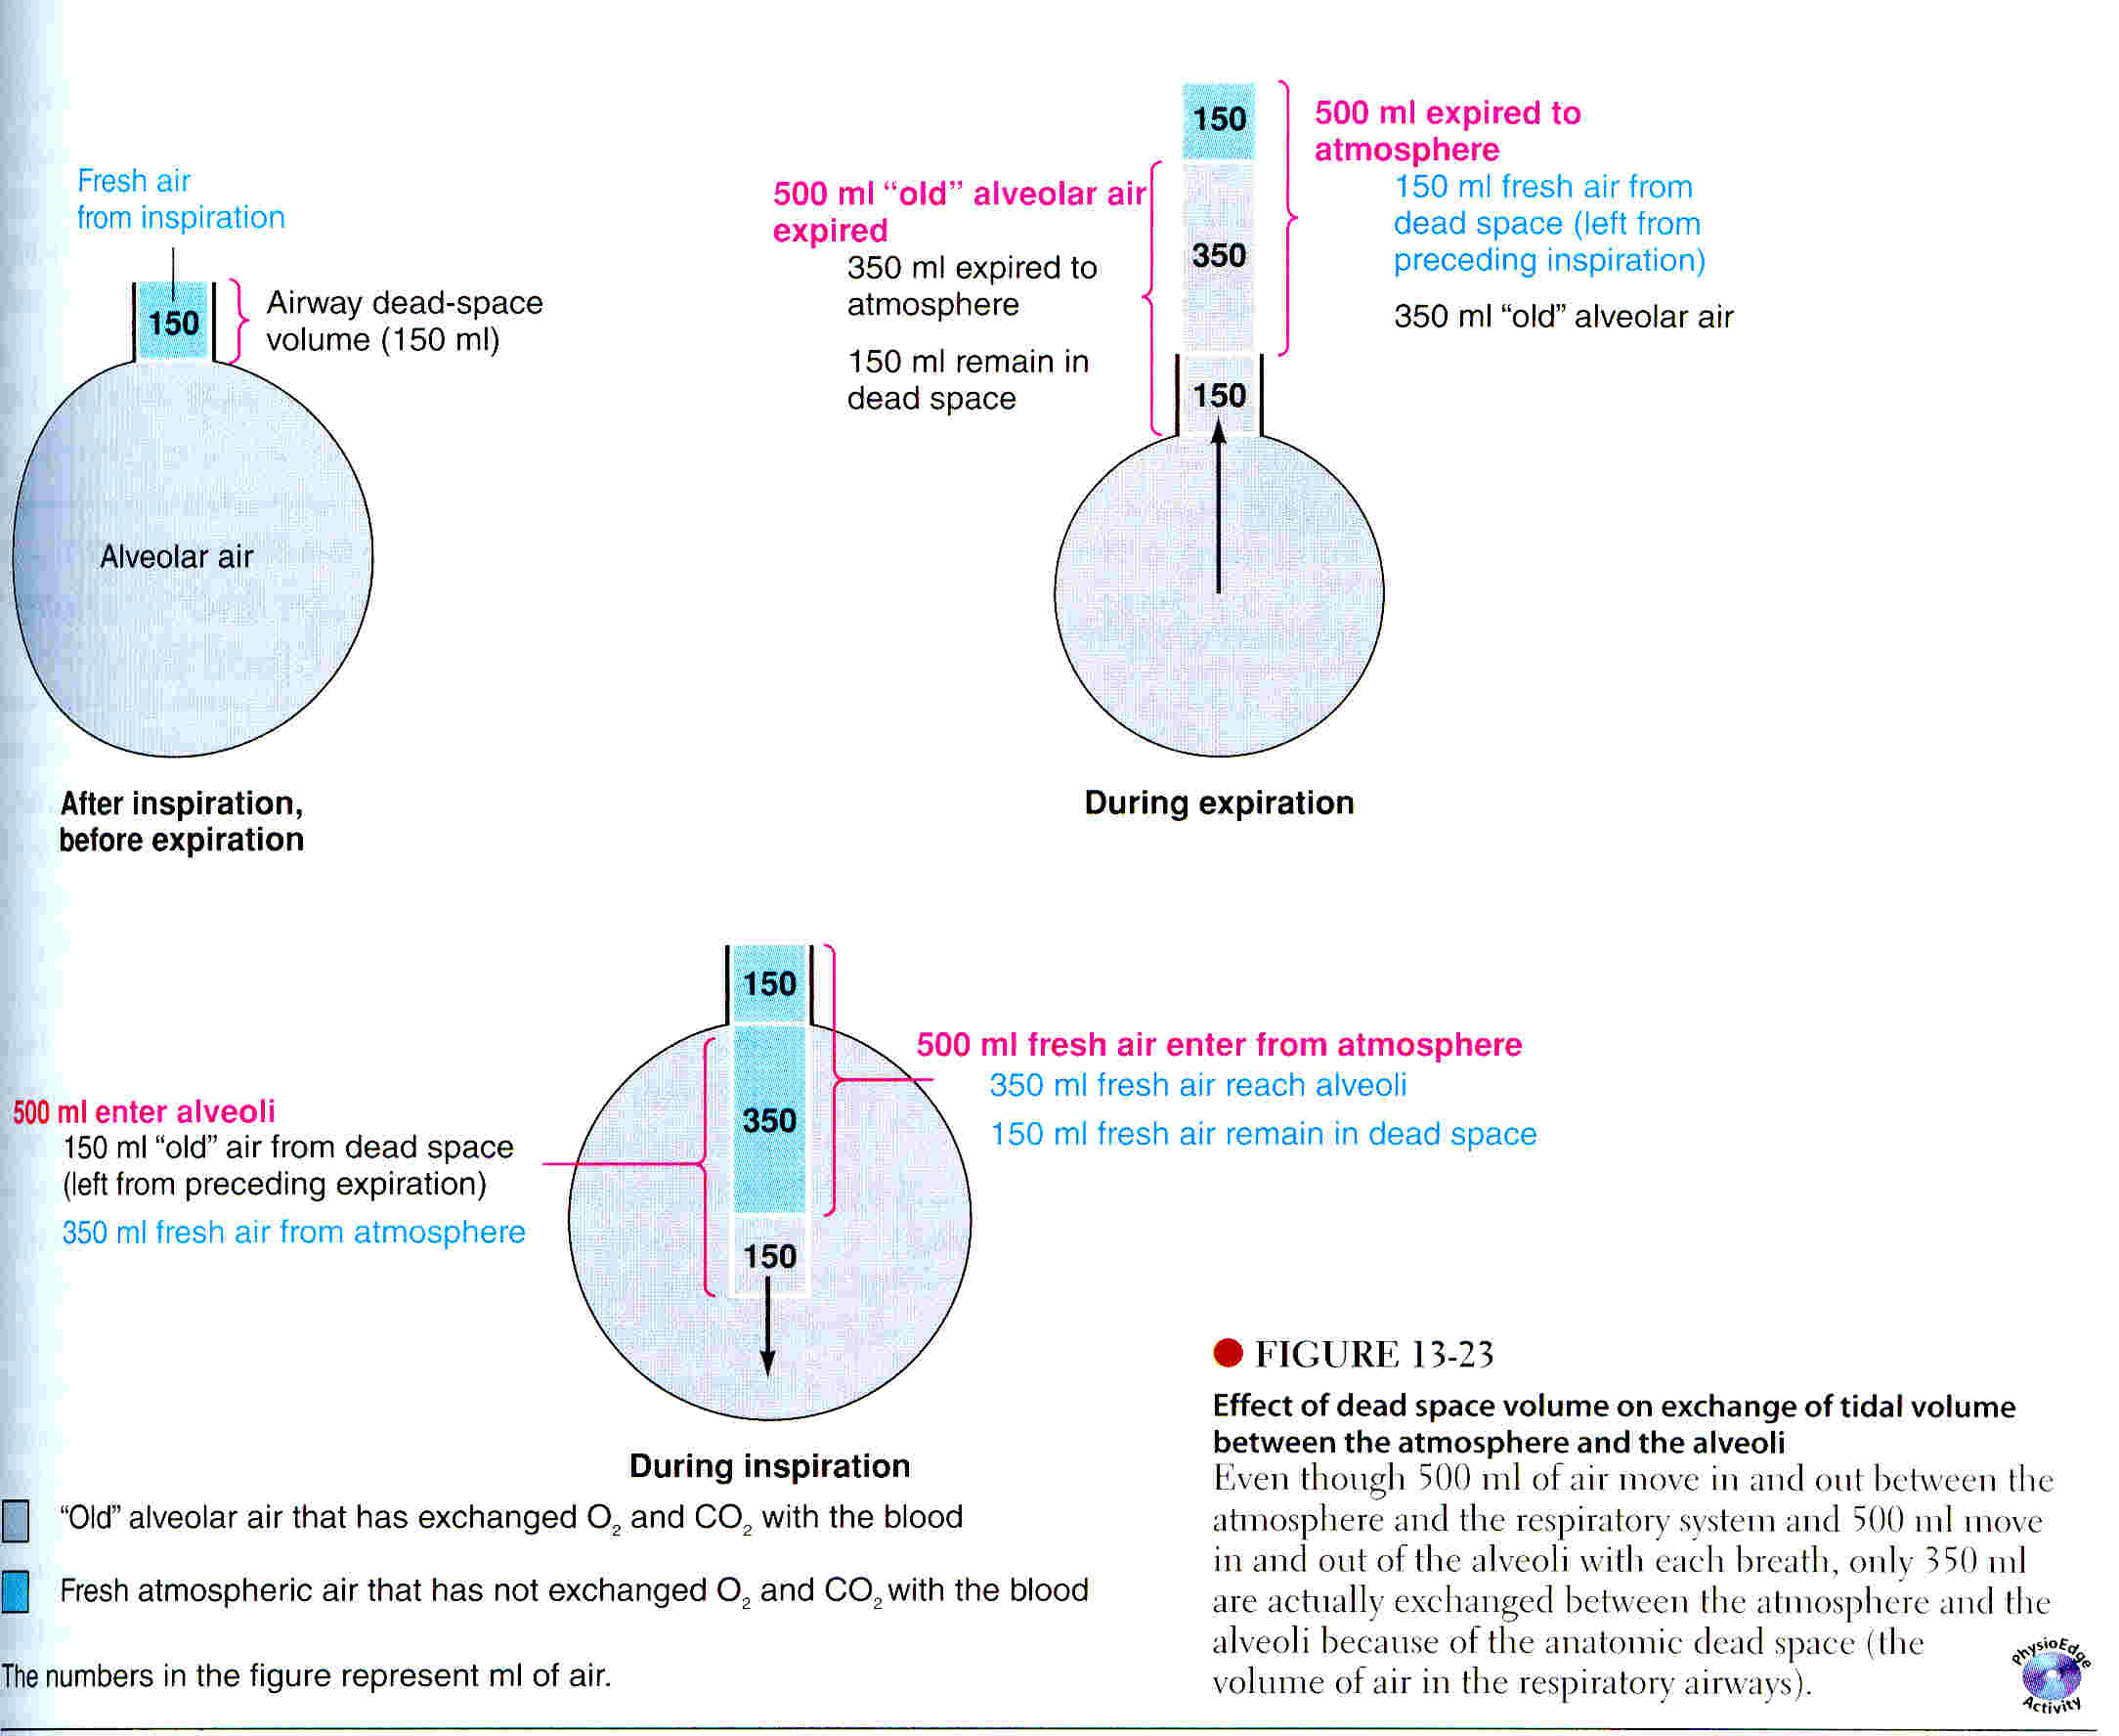 Fresh air
from inspiration
150
Airway dead-space
volume (150 ml)
Alveolar air
After inspiration,
before expiration
500 ml “old” alveolar air
expired
350 ml expired to
atmosphere
150 ml remain in
dead space
150
350
150
500 ml expired to
atmosphere
150 ml fresh air from
dead space (left from
preceding inspiration)
350 ml “old” alveolar air
During expiration
500 ml enter alveoli
150 ml “old” air from dead space
(left from preceding expiration)
350 ml fresh air from atmosphere
150
350
150
500 ml fresh air enter from atmosphere
350 ml fresh air reach alveoli
150 ml fresh air remain in dead space
During inspiration
“Old” alveolar air that has exchanged O₂ and CO₂ with the blood
Fresh atmospheric air that has not exchanged O₂ and CO₂ with the blood
The numbers in the figure represent ml of air.
FIGURE 13-23
Effect of dead space volume on exchange of tidal volume
between the atmosphere and the alveoli
Even though 500 ml of air move in and out between the
atmosphere and the respiratory system and 500 ml move
in and out of the alveoli with each breath, only 350 ml
are actually exchanged between the atmosphere and the
alveoli because of the anatomic dead space (the
volume of air in the respiratory airways).
PhysioEdge
Activity